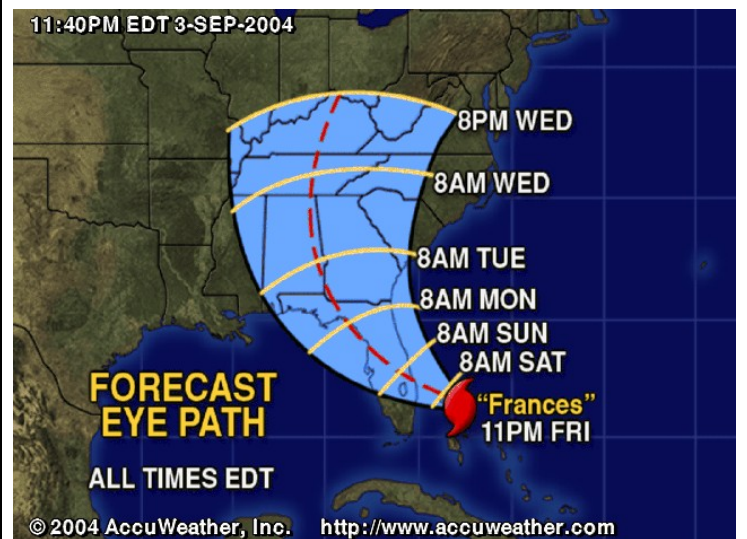 11:40PM EDT 3-SEP-2004
8PM WED
8AM WED
8AM TUE
8AM MON
8AM SUN
8AM SAT
"Frances"
11PM FRI
FORECAST
EYE PATH
ALL TIMES EDT
© 2004 AccuWeather, Inc. http://www.accuweather.com